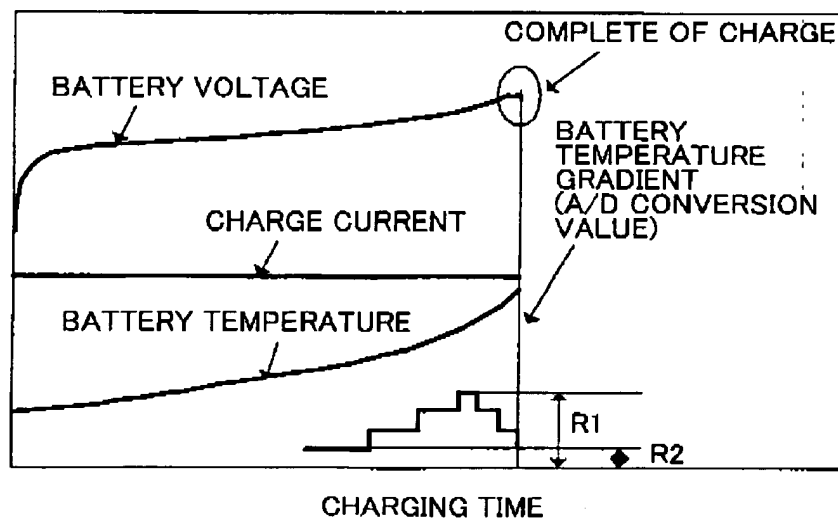 COMPLETE OF CHARGE
BATTERY VOLTAGE
BATTERY
TEMPERATURE
GRADIENT
(A/D CONVERSION
VALUE)
CHARGE CURRENT
BATTERY TEMPERATURE
R1
R2
CHARGING TIME